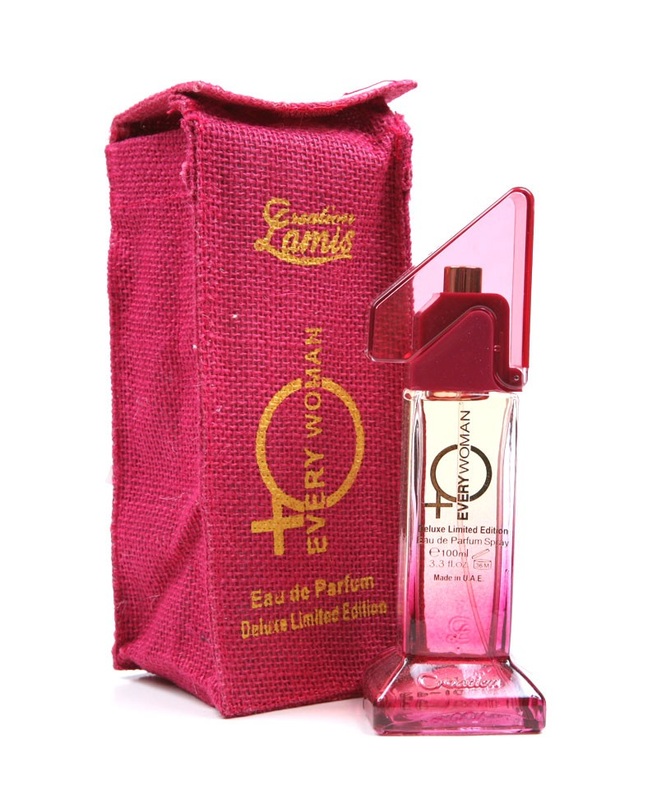 Creation
Lamis
EVERY WOMAN
Eau de Parfum
Deluxe Limited Edition
EVERY WOMAN
Deluxe Limited Edition
Eau de Parfum Spray
℮100ml
3.3 fl.oz.
Made in U.A.E.
Creation